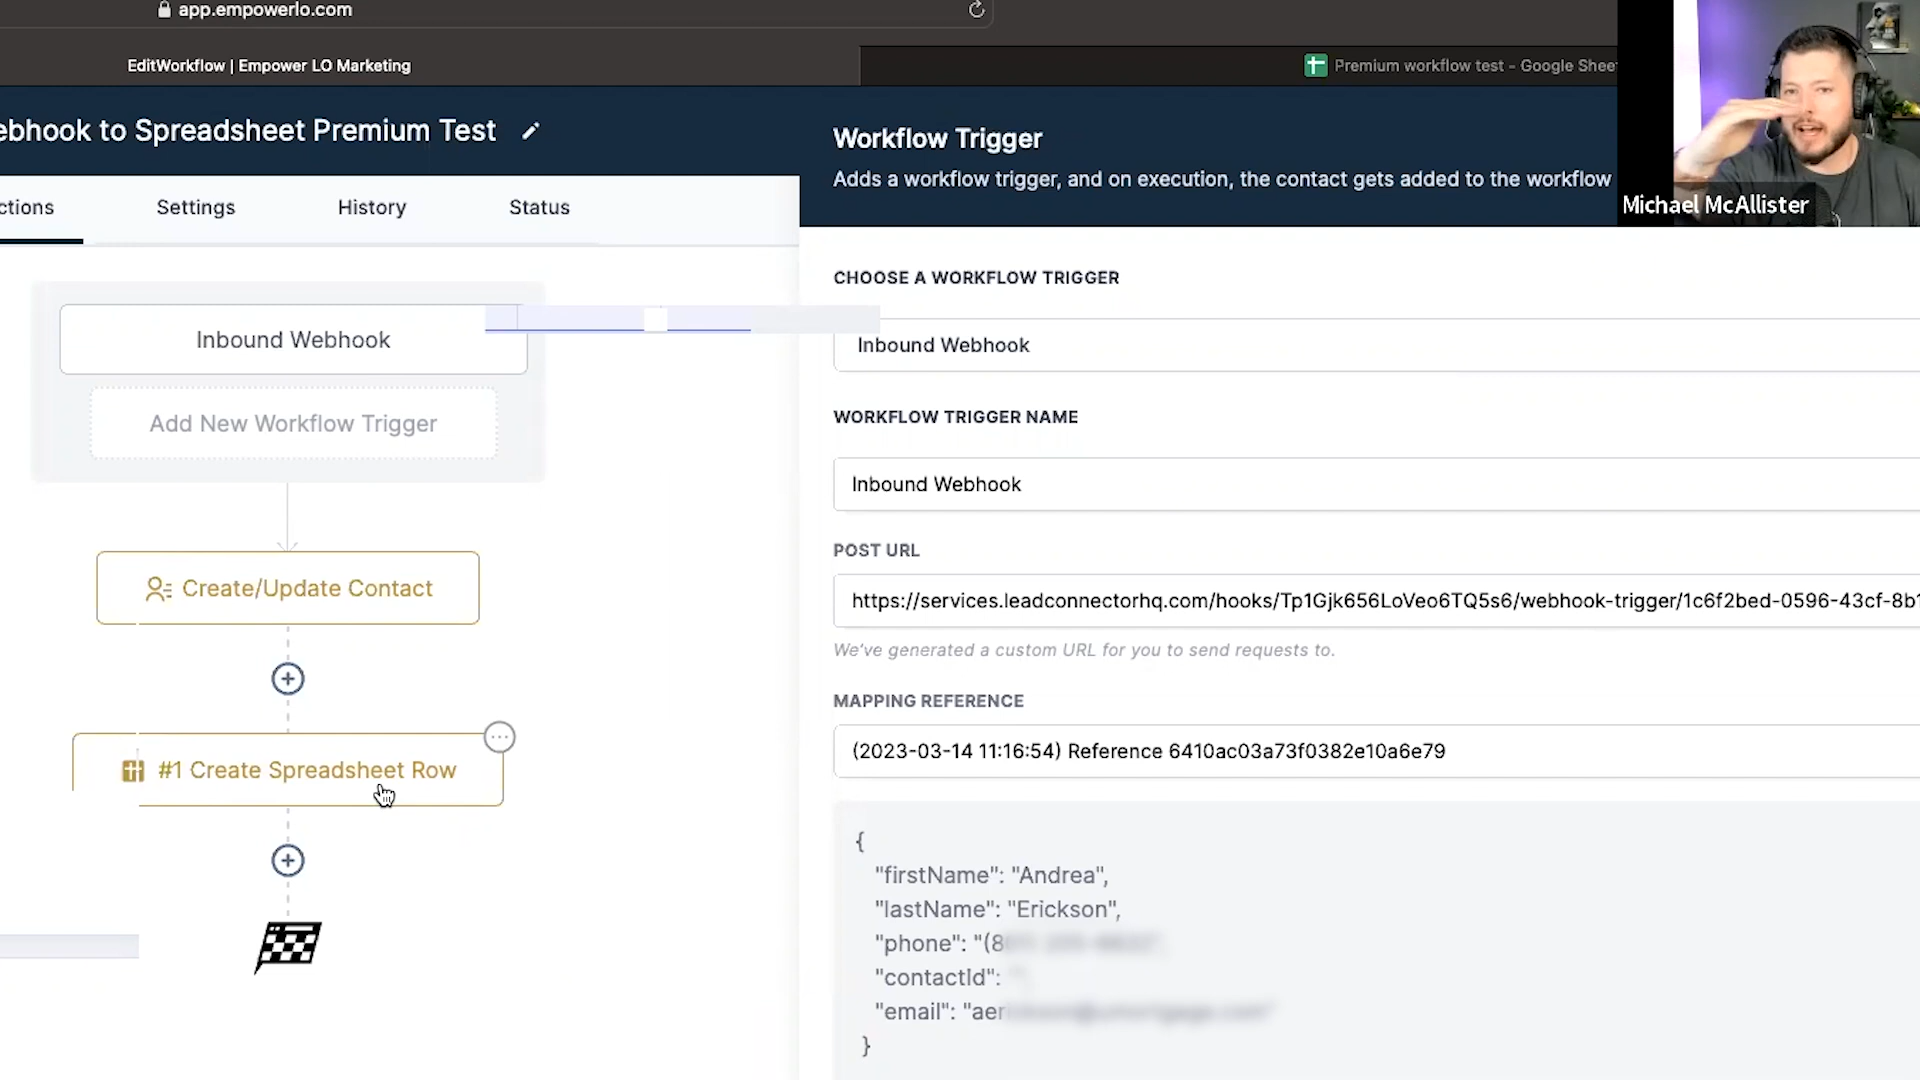 app.empowerlo.com
EditWorkflow | Empower LO Marketing
Premium workflow test - Google Sheet
ebhook to Spreadsheet Premium Test
Workflow Trigger
Adds a workflow trigger, and on execution, the contact gets added to the workflow
Michael McAllister
ctions
Settings
History
Status
CHOOSE A WORKFLOW TRIGGER
Inbound Webhook
Inbound Webhook
Add New Workflow Trigger
WORKFLOW TRIGGER NAME
Inbound Webhook
POST URL
https://services.leadconnectorhq.com/hooks/Tp1Gjk656LoVeo6TQ5s6/webhook-trigger/1c6f2bed-0596-43cf-8b1
We've generated a custom URL for you to send requests to.
Create/Update Contact
MAPPING REFERENCE
(2023-03-14 11:16:54) Reference 6410ac03a73f0382e10a6e79
#1 Create Spreadsheet Row
{
"firstName": "Andrea",
"lastName": "Erickson",
"phone": "(8
"contactId":
"email": "aer
}